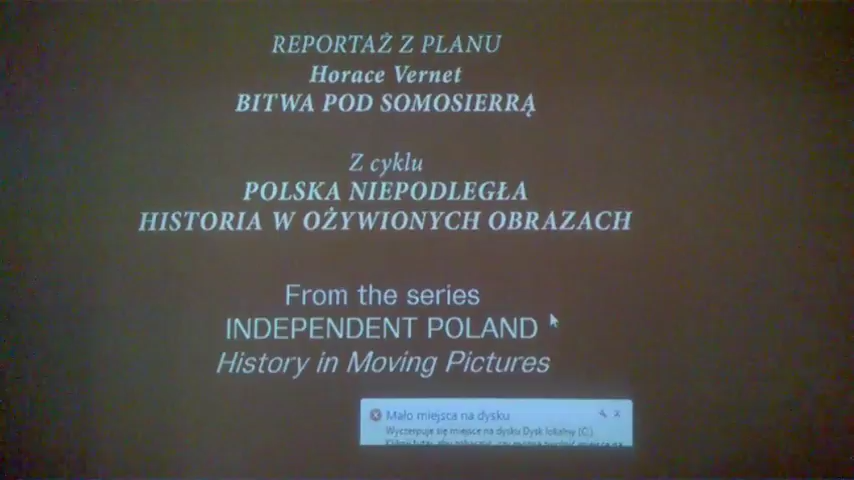 REPORTAŻ Z PLANU
Horace Vernet
BITWA POD SOMOSIERRĄ
Z cyklu
POLSKA NIEPODLEGŁA
HISTORIA W OŻYWIONYCH OBRAZACH
From the series
INDEPENDENT POLAND
History in Moving Pictures
Mało miejsca na dysku
Wyczerpuje się miejsce na dysku Dysk lokalny (C:).